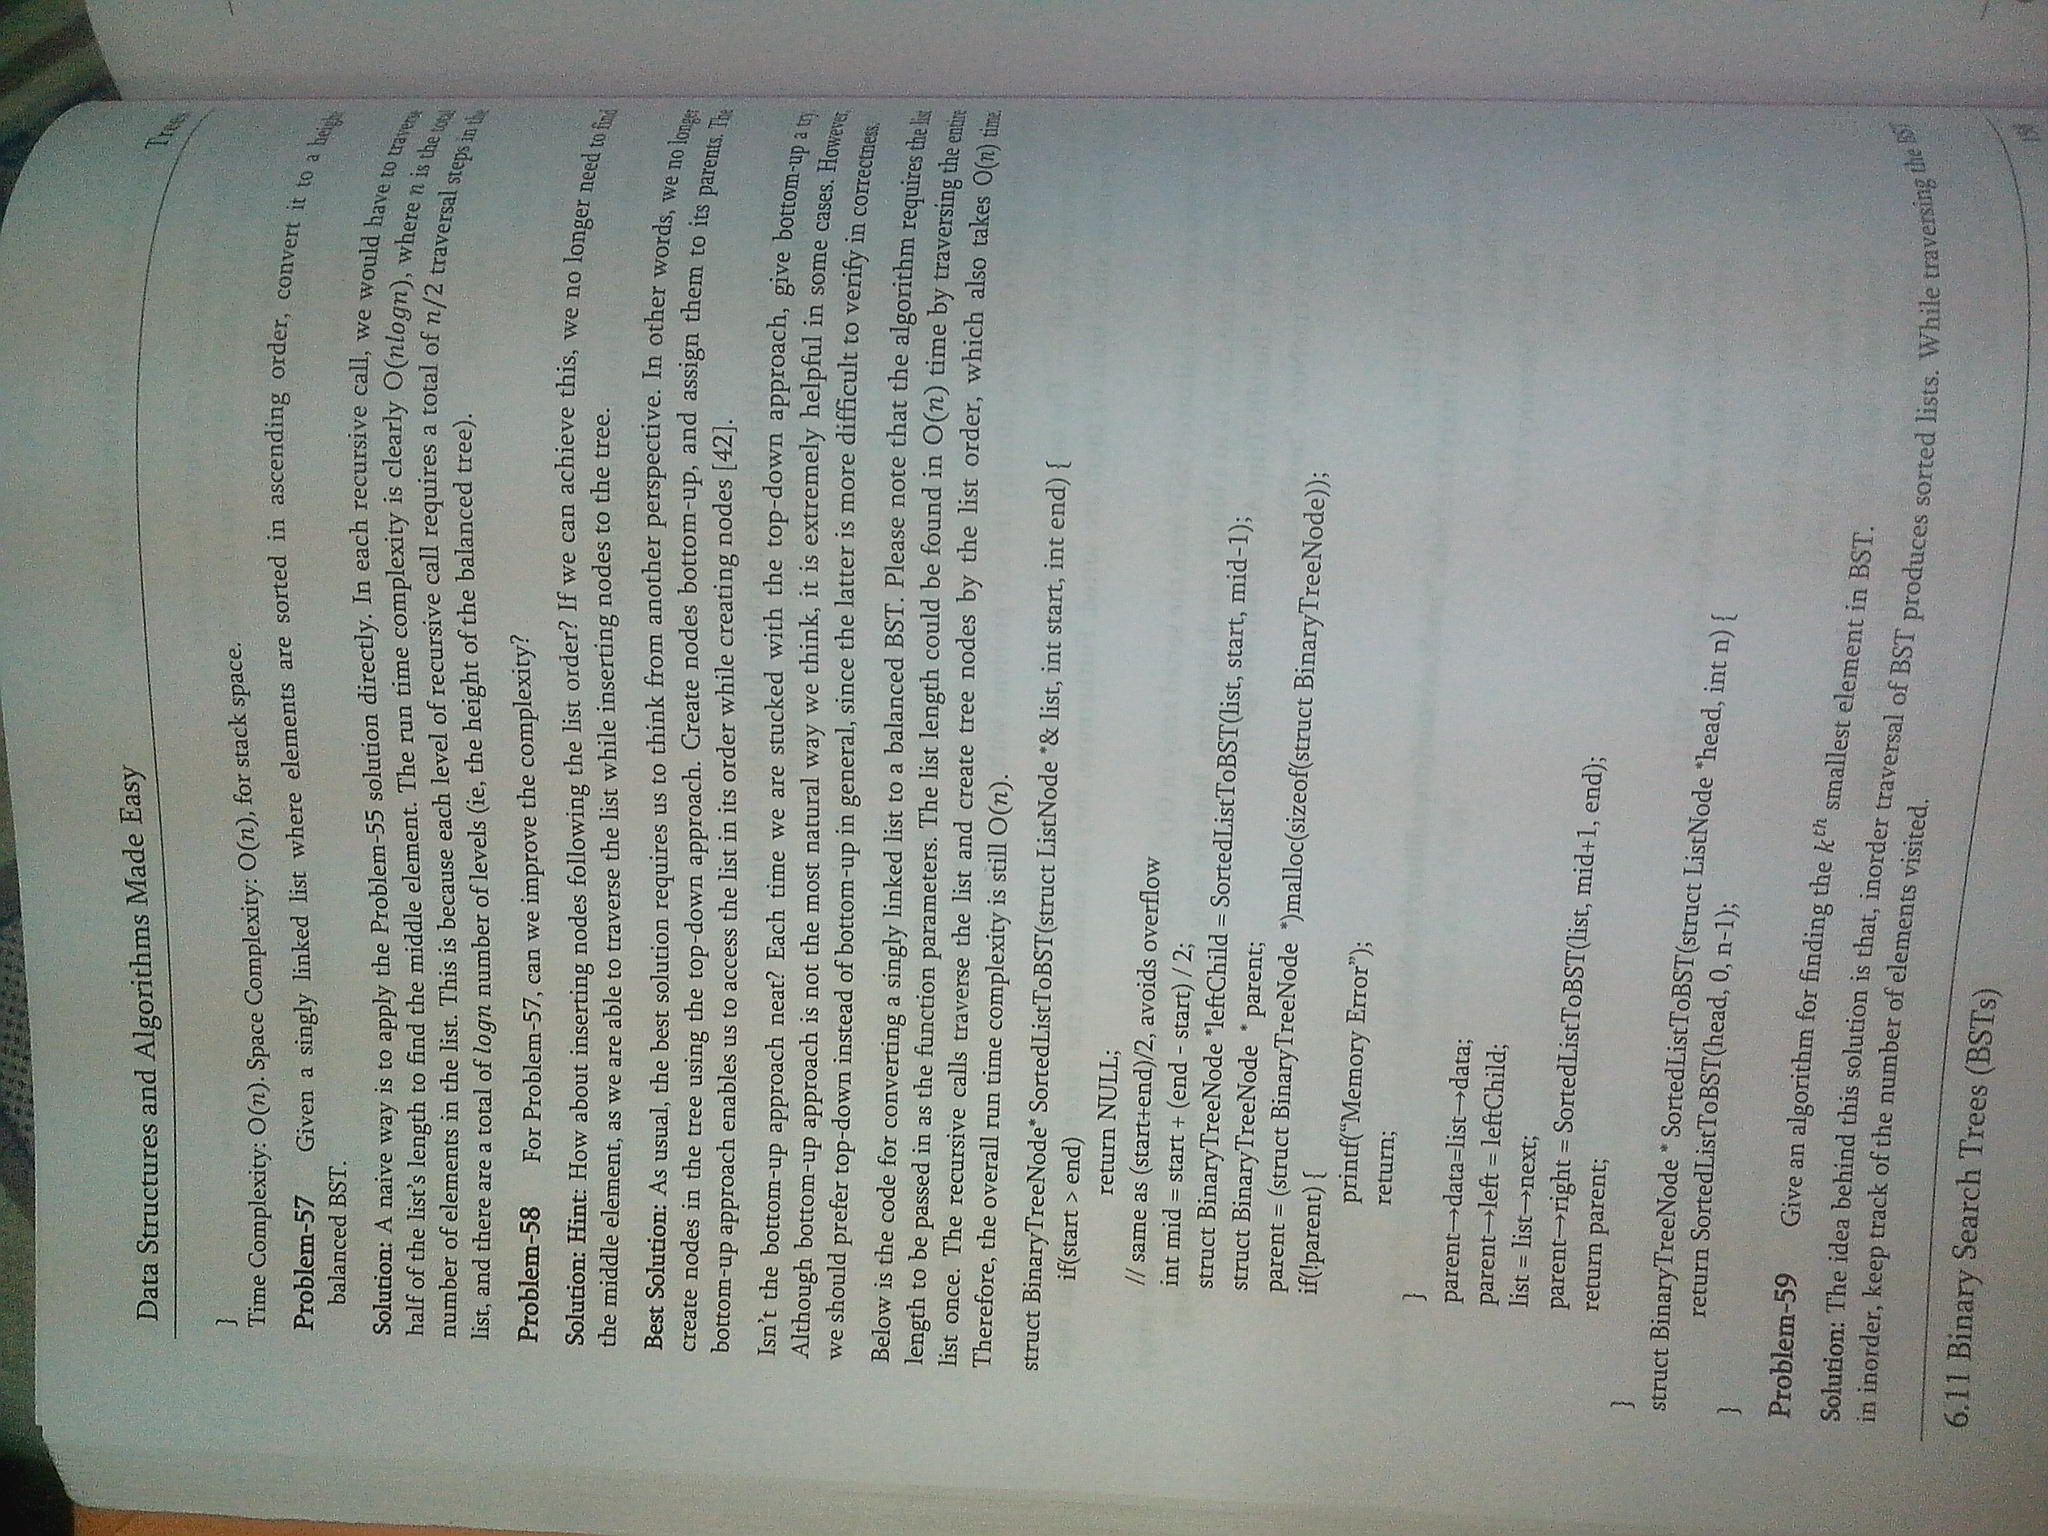 Data Structures and Algorithms Made Easy
Trees
}
Time Complexity: O(n). Space Complexity: O(n), for stack space.
Problem-57 Given a singly linked list where elements are sorted in ascending order, convert it to a height
balanced BST.
Solution: A naive way is to apply the Problem-55 solution directly. In each recursive call, we would have to traverse
half of the list's length to find the middle element. The run time complexity is clearly O(nlogn), where n is the total
number of elements in the list. This is because each level of recursive call requires a total of n/2 traversal steps in the
list, and there are a total of logn number of levels (ie, the height of the balanced tree).
Problem-58 For Problem-57, can we improve the complexity?
Solution: Hint: How about inserting nodes following the list order? If we can achieve this, we no longer need to find
the middle element, as we are able to traverse the list while inserting nodes to the tree.
Best Solution: As usual, the best solution requires us to think from another perspective. In other words, we no longer
create nodes in the tree using the top-down approach. Create nodes bottom-up, and assign them to its parents. The
bottom-up approach enables us to access the list in its order while creating nodes [42].
Isn't the bottom-up approach neat? Each time we are stucked with the top-down approach, give bottom-up a try.
Although bottom-up approach is not the most natural way we think, it is extremely helpful in some cases. However,
we should prefer top-down instead of bottom-up in general, since the latter is more difficult to verify in correctness.
Below is the code for converting a singly linked list to a balanced BST. Please note that the algorithm requires the list
length to be passed in as the function parameters. The list length could be found in O(n) time by traversing the entire
list once. The recursive calls traverse the list and create tree nodes by the list order, which also takes O(n) time.
Therefore, the overall run time complexity is still O(n).
struct BinaryTreeNode* SortedListToBST(struct ListNode *& list, int start, int end) {
if(start > end)
return NULL;
// same as (start+end)/2, avoids overflow
int mid = start + (end - start) / 2;
struct BinaryTreeNode *leftChild = SortedListToBST(list, start, mid-1);
struct BinaryTreeNode * parent;
parent = (struct BinaryTreeNode *)malloc(sizeof(struct BinaryTreeNode));
if(!parent) {
printf(“Memory Error”);
return;
}
parent→data=list→data;
parent→left = leftChild;
list = list→next;
parent→right = SortedListToBST(list, mid+1, end);
return parent;
}
struct BinaryTreeNode * SortedListToBST(struct ListNode *head, int n) {
return SortedListToBST(head, 0, n-1);
}
Problem-59 Give an algorithm for finding the kth smallest element in BST.
Solution: The idea behind this solution is that, inorder traversal of BST produces sorted lists. While traversing the BST
in inorder, keep track of the number of elements visited.
6.11 Binary Search Trees (BSTs)